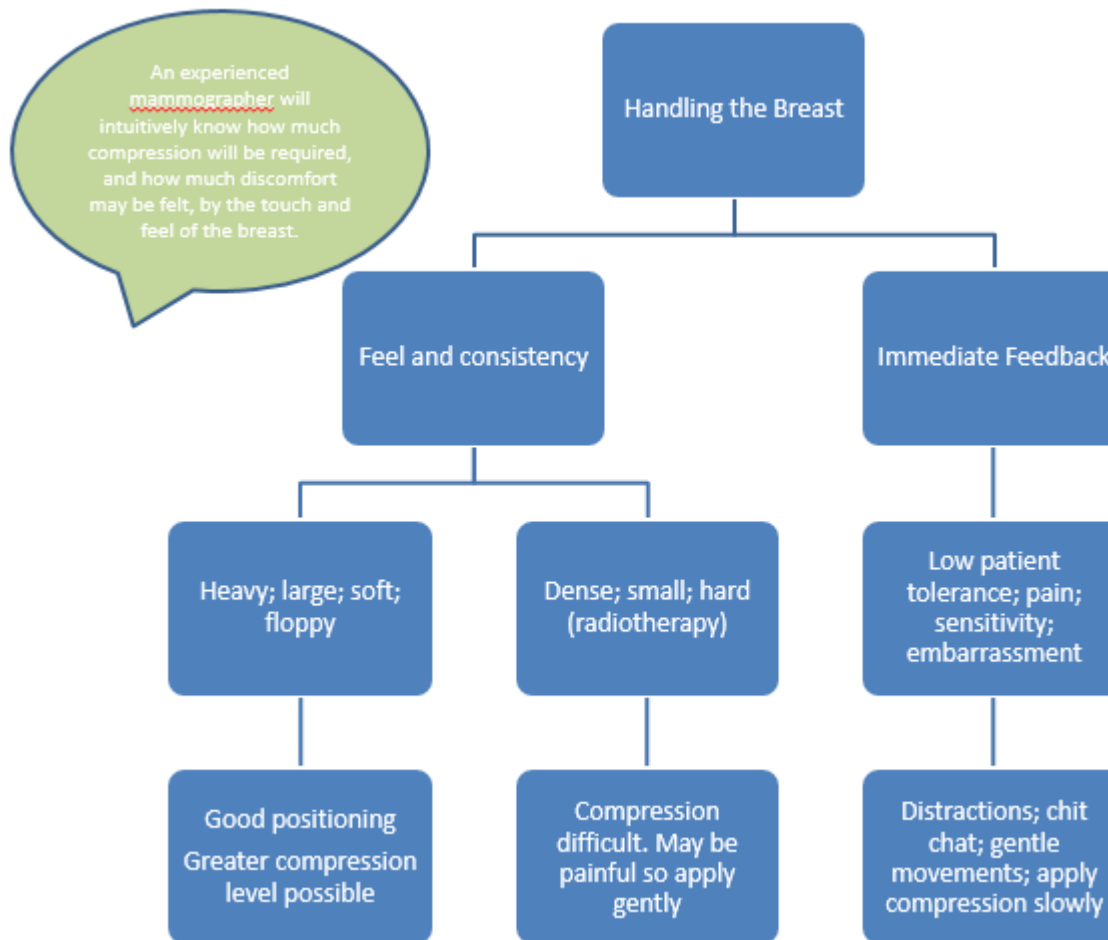 An experienced
mammographer will
intuitively know how much
compression will be required,
and how much discomfort
may be felt, by the touch and
feel of the breast.
Handling the Breast
Feel and consistency
Immediate Feedback
Heavy; large; soft;
floppy
Dense; small; hard
(radiotherapy)
Low patient
tolerance; pain;
sensitivity;
embarrassment
Good positioning
Greater compression
level possible
Compression
difficult. May be
painful so apply
gently
Distractions; chit
chat; gentle
movements; apply
compression slowly